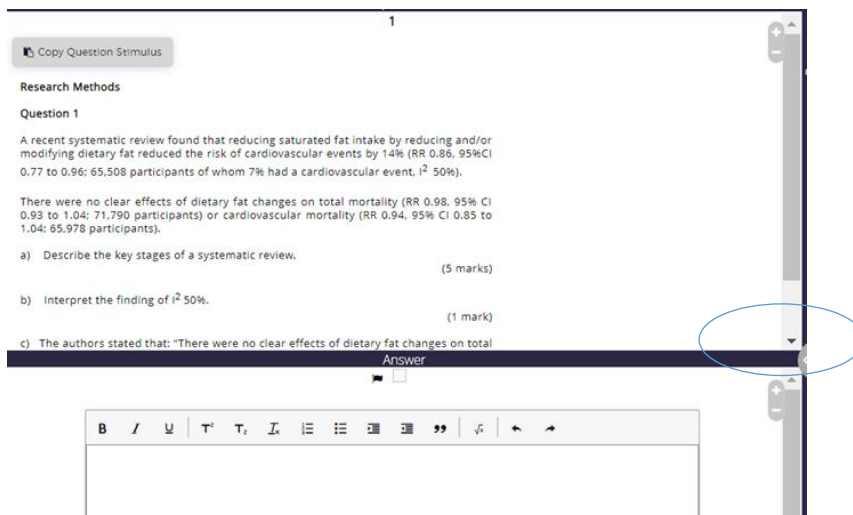 1
Copy Question Stimulus
Research Methods
Question 1
A recent systematic review found that reducing saturated fat intake by reducing and/or
modifying dietary fat reduced the risk of cardiovascular events by 14% (RR 0.86, 95%CI
0.77 to 0.96; 65,508 participants of whom 7% had a cardiovascular event, I² 50%).
There were no clear effects of dietary fat changes on total mortality (RR 0.98, 95% CI
0.93 to 1.04; 71,790 participants) or cardiovascular mortality (RR 0.94, 95% CI 0.85 to
1.04; 65,978 participants).
a) Describe the key stages of a systematic review.
(5 marks)
b) Interpret the finding of I² 50%.
(1 mark)
c) The authors stated that: "There were no clear effects of dietary fat changes on total
Answer
B I U T² T₂ Tx